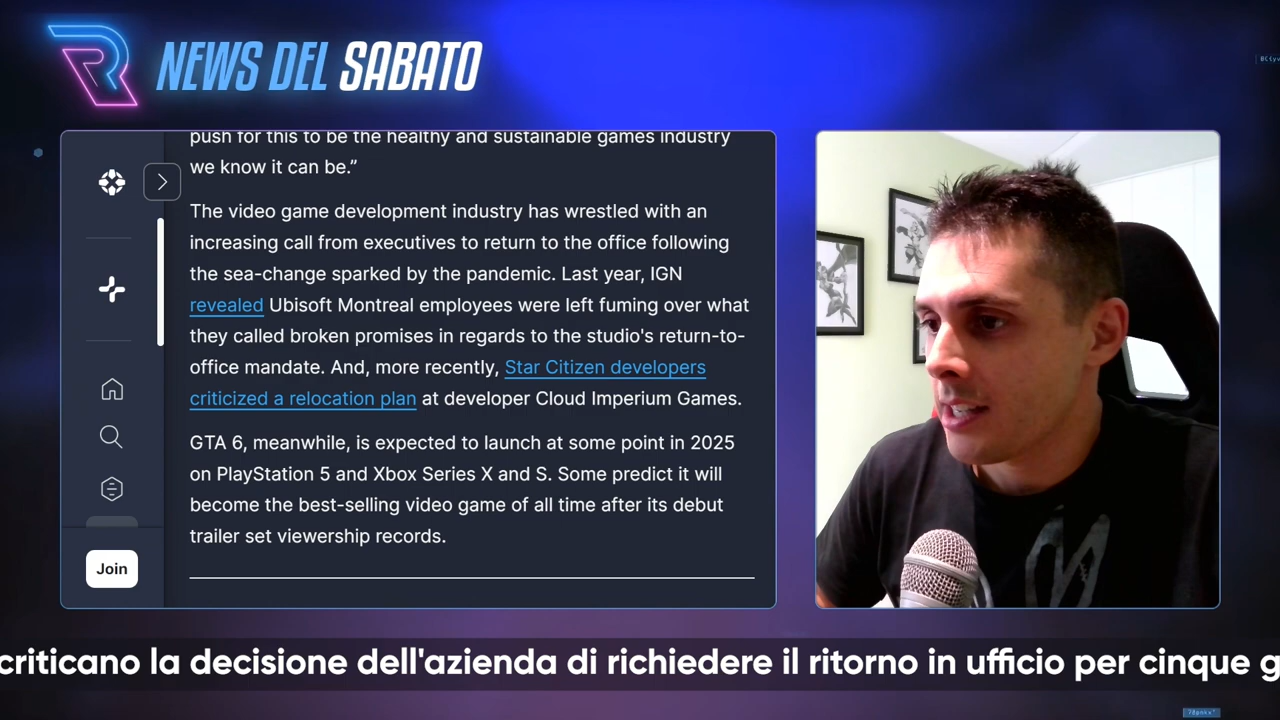 NEWS DEL SABATO
push for this to be the healthy and sustainable games industry
we know it can be.”
The video game development industry has wrestled with an
increasing call from executives to return to the office following
the sea-change sparked by the pandemic. Last year, IGN
revealed Ubisoft Montreal employees were left fuming over what
they called broken promises in regards to the studio's return-to-
office mandate. And, more recently, Star Citizen developers
criticized a relocation plan at developer Cloud Imperium Games.
GTA 6, meanwhile, is expected to launch at some point in 2025
on PlayStation 5 and Xbox Series X and S. Some predict it will
become the best-selling video game of all time after its debut
trailer set viewership records.
Join
criticano la decisione dell'azienda di richiedere il ritorno in ufficio per cinque g